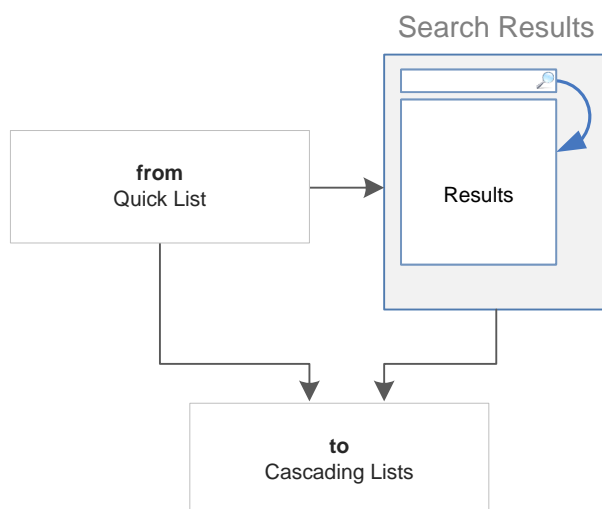 Search Results
from
Quick List
Results
to
Cascading Lists